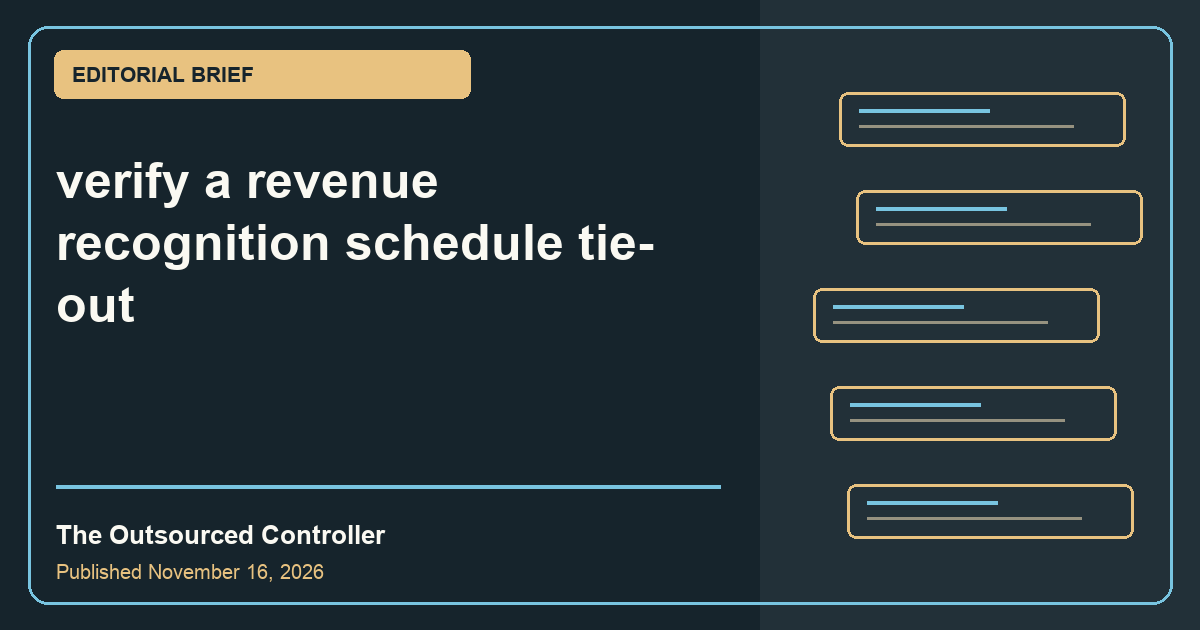 EDITORIAL BRIEF
verify a revenue
recognition schedule tie-
out
The Outsourced Controller
Published November 16, 2026